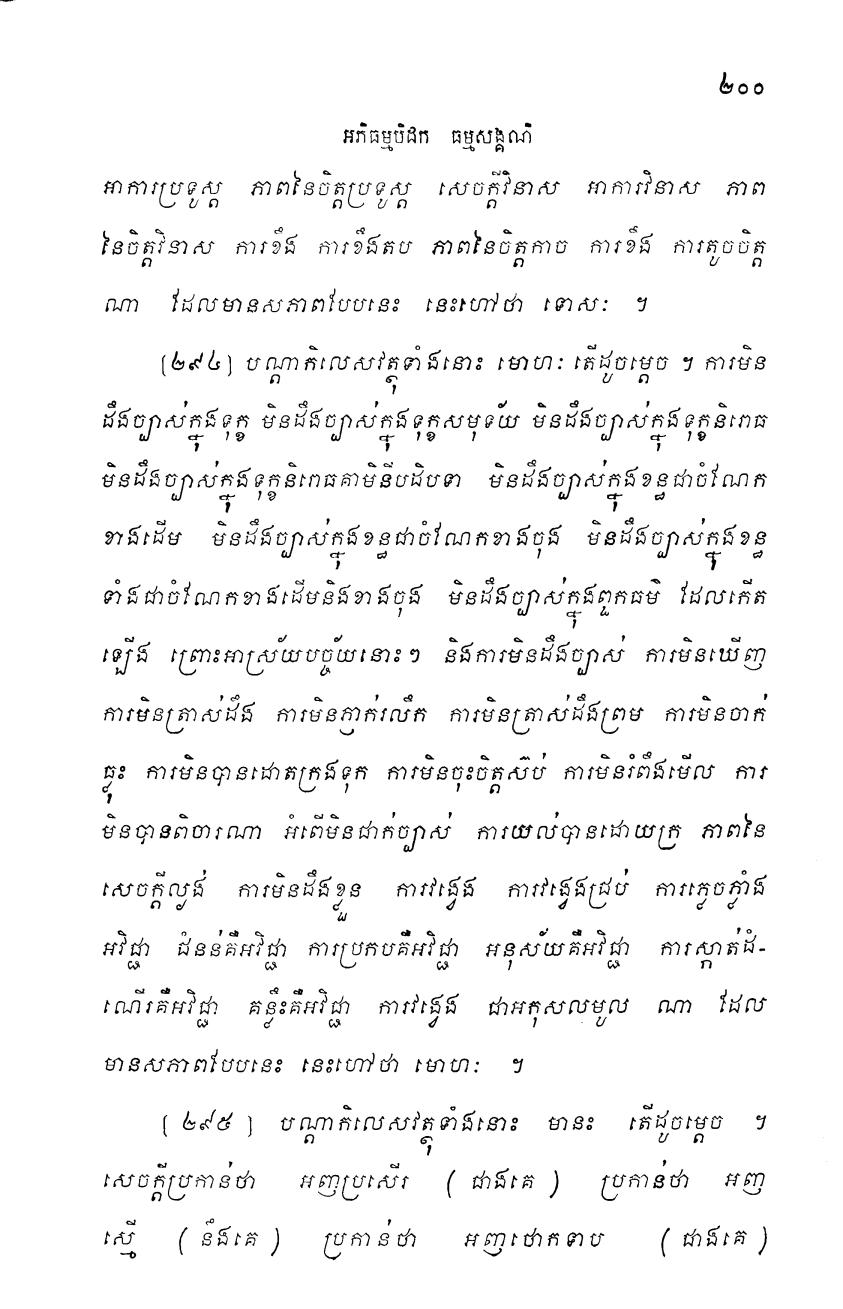 ២០០
អភិធម្មបិដក ធម្មសង្គណិ
អាការប្រទូស្ត ភាពនៃចិត្តប្រទូស្ត សេចក្តីវិនាស អាការវិនាស ភាព
នៃចិត្តវិនាស ការខឹង ការខឹងតប ភាពនៃចិត្តកាច ការខឹង ការតូចចិត្ត
ណា ដែលមានសភាពបែបនេះ នេះហៅថា ទោសៈ ។
(២៩៤) បណ្តាកិលេសវត្ថុទាំងនោះ មោហៈ តើដូចម្តេច ។ ការមិន
ដឹងច្បាស់ក្នុងទុក្ខ មិនដឹងច្បាស់ក្នុងទុក្ខសមុទយ័ មិនដឹងច្បាស់ក្នុងទុក្ខនិរោធ
មិនដឹងច្បាស់ក្នុងទុក្ខនិរោធគាមិនីបដិបទា មិនដឹងច្បាស់ក្នុងខន្ធជាចំណែក
ខាងដើម មិនដឹងច្បាស់ក្នុងខន្ធជាចំណែកខាងចុង មិនដឹងច្បាស់ក្នុងខន្ធ
ទាំងជាចំណែកខាងដើមនិងខាងចុង មិនដឹងច្បាស់ក្នុងពួកធម៌ ដែលកើត
ឡើង ព្រោះអាស្រ័យបច្ច័យនោះៗ និងការមិនដឹងច្បាស់ ការមិនឃើញ
ការមិនត្រាស់ដឹង ការមិនភ្ញាក់រលឹក ការមិនត្រាស់ដឹងព្រម ការមិនចាក់
ធ្លុះ ការមិនបានដោតក្រងទុក ការមិនចុះចិត្តស៊ប់ ការមិនរំពឹងមើល ការ
មិនបានពិចារណា អំពើមិនជាក់ច្បាស់ ការយល់បានដោយក្រ ភាពនៃ
សេចក្តីល្ងង់ ការមិនដឹងខ្លួន ការវង្វេង ការវង្វេងជ្រប់ ការភ្លេចភ្លាំង
អវិជ្ជា ជំនន់គឺអវិជ្ជា ការប្រកបគឺអវិជ្ជា អនុស័យគឺអវិជ្ជា ការស្កាត់ដំ-
ណើរគឺអវិជ្ជា គន្លឹះគឺអវិជ្ជា ការវង្វេង ជាអកុសលមូល ណា ដែល
មានសភាពបែបនេះ នេះហៅថា មោហៈ ។
(២៩៥) បណ្តាកិលេសវត្ថុទាំងនោះ មានះ តើដូចម្តេច ។
សេចក្តីប្រកាន់ថា អញប្រសើរ (ជាងគេ) ប្រកាន់ថា អញ
ស្មើ (នឹងគេ) ប្រកាន់ថា អញថោកទាប (ជាងគេ)